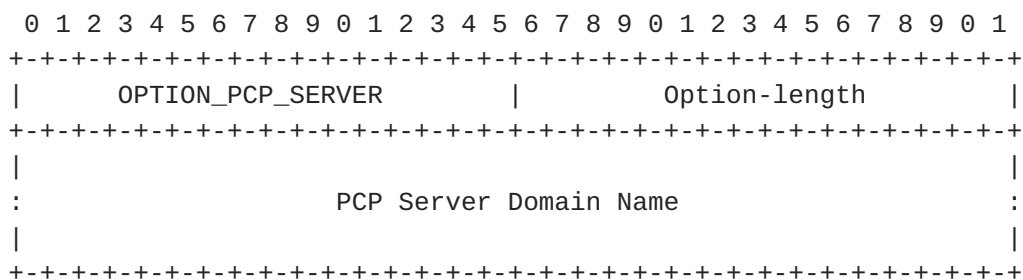 0 1 2 3 4 5 6 7 8 9 0 1 2 3 4 5 6 7 8 9 0 1 2 3 4 5 6 7 8 9 0 1
+-+-+-+-+-+-+-+-+-+-+-+-+-+-+-+-+-+-+-+-+-+-+-+-+-+-+-+-+-+-+-+-+
|      OPTION_PCP_SERVER        |         Option-length         |
+-+-+-+-+-+-+-+-+-+-+-+-+-+-+-+-+-+-+-+-+-+-+-+-+-+-+-+-+-+-+-+-+
|                                                               |
:                    PCP Server Domain Name                     :
|                                                               |
+-+-+-+-+-+-+-+-+-+-+-+-+-+-+-+-+-+-+-+-+-+-+-+-+-+-+-+-+-+-+-+-+